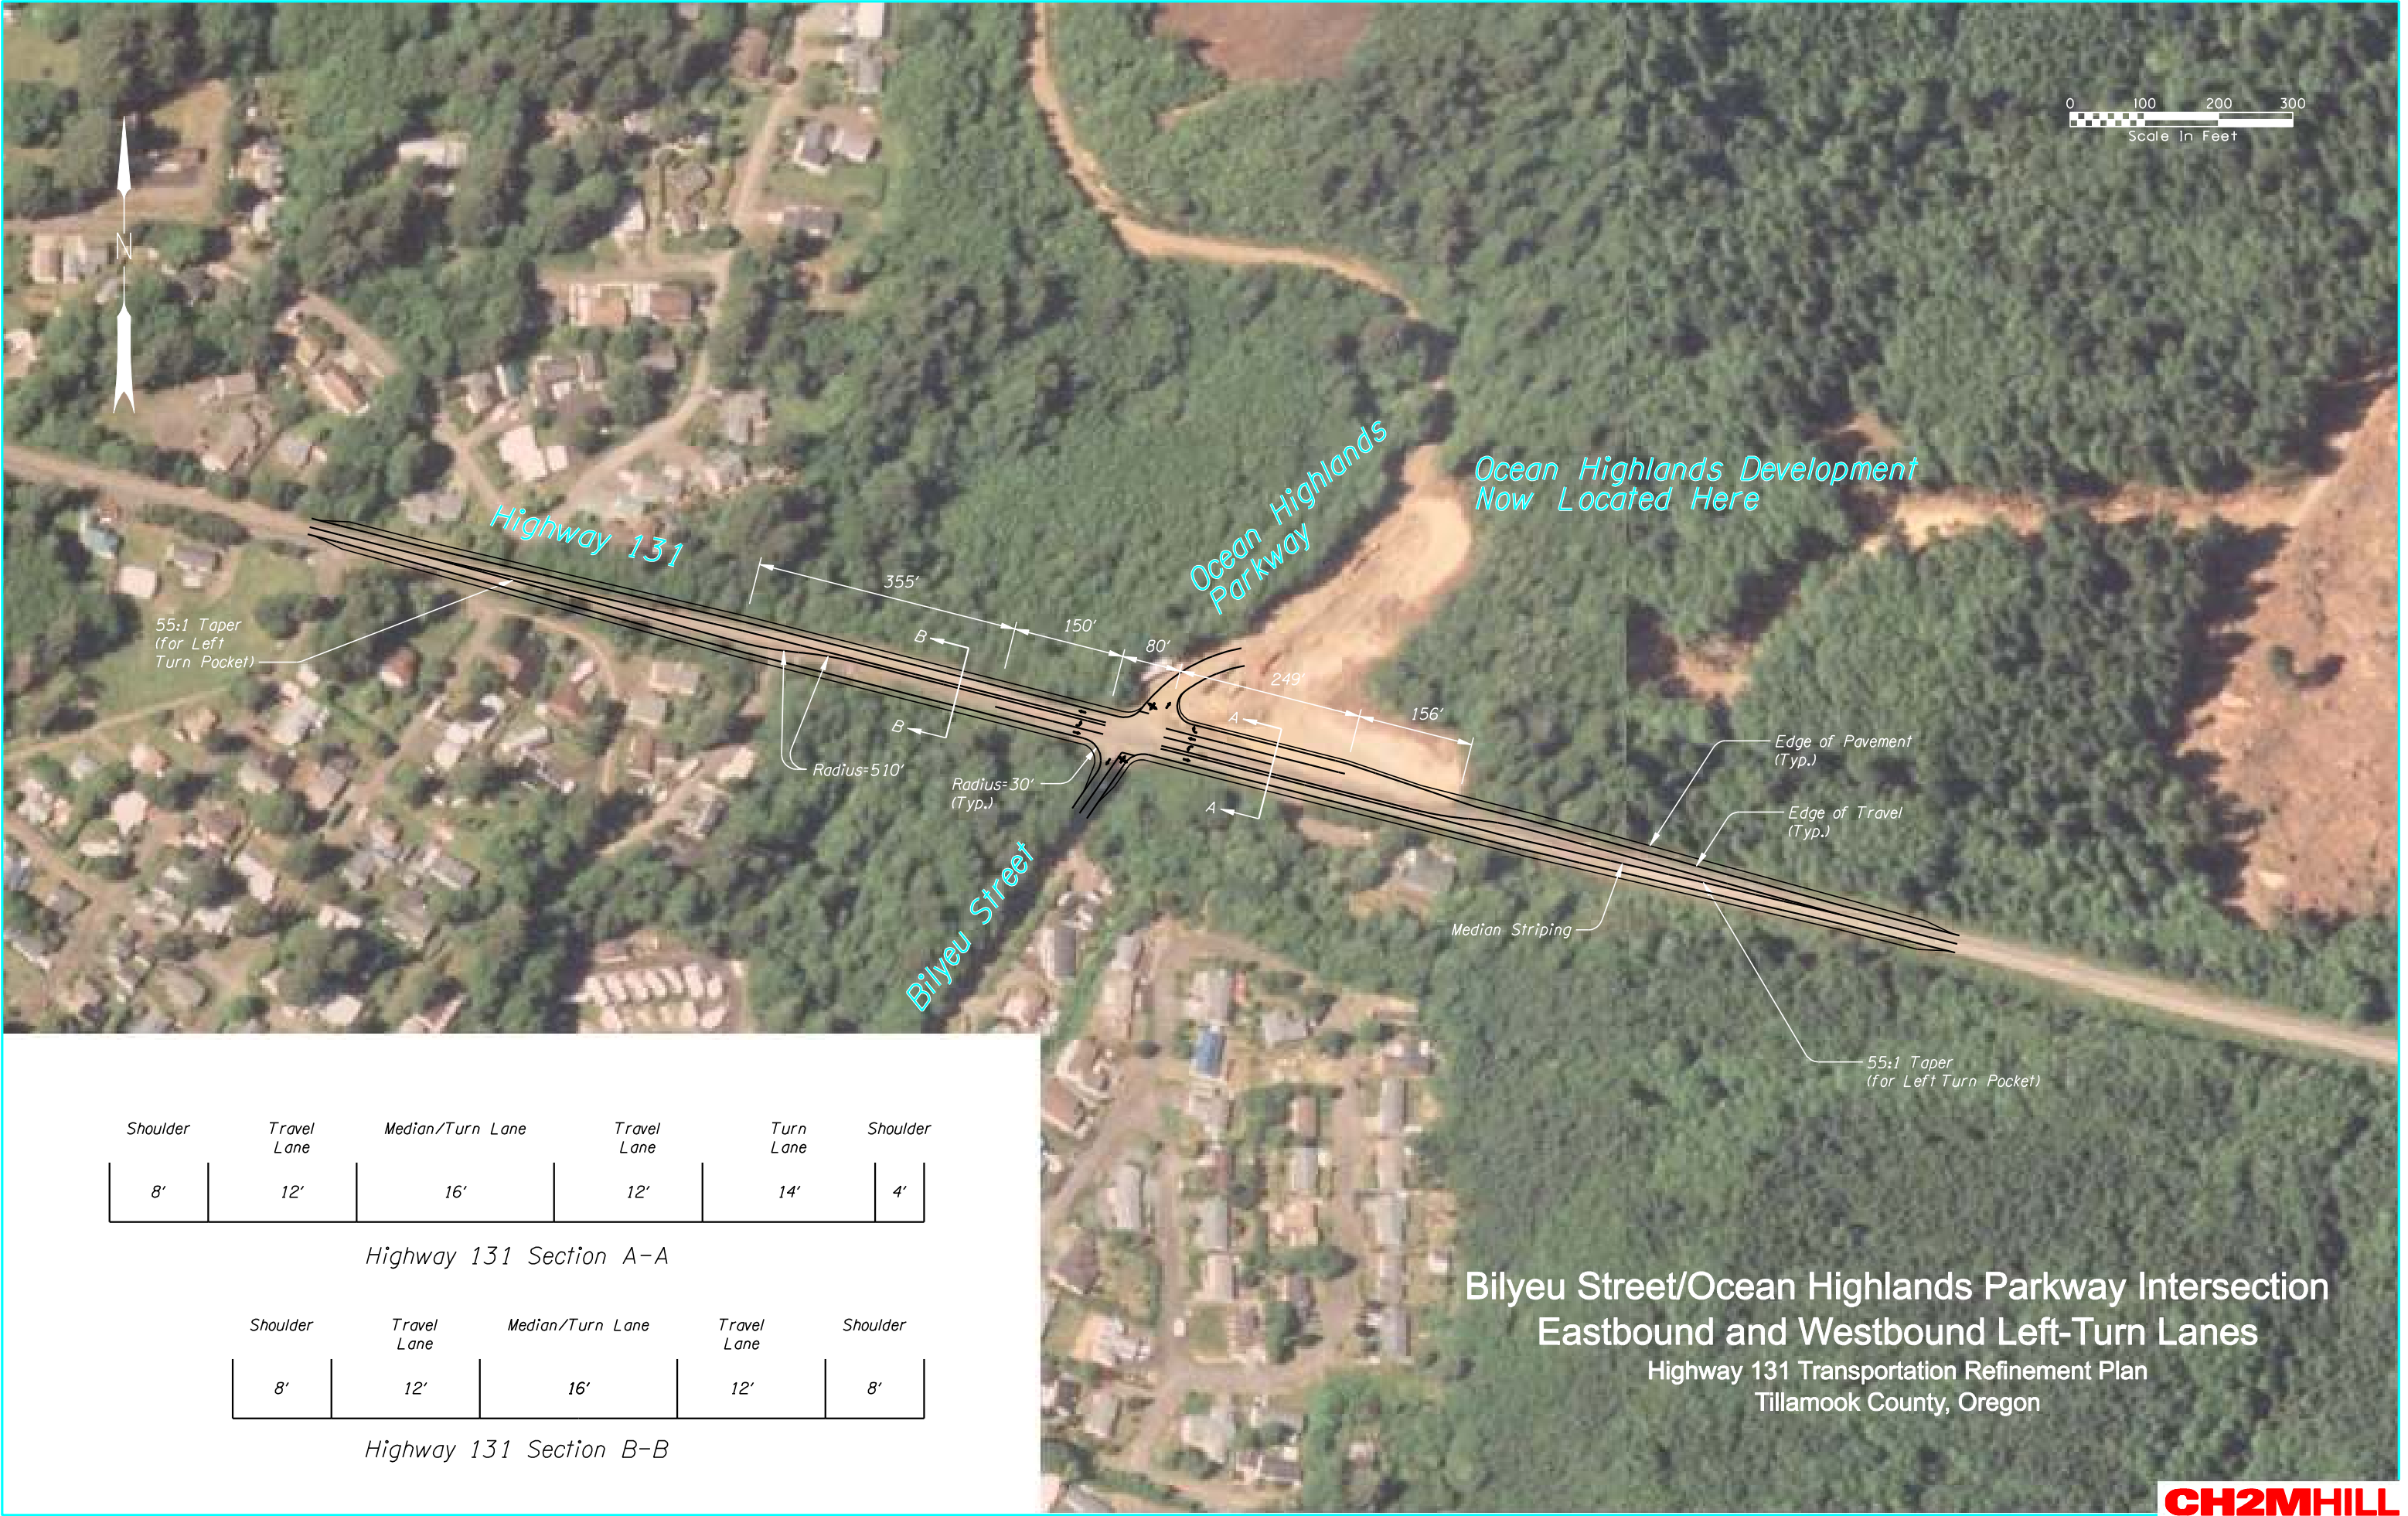 0 100 200 300
Scale In Feet
N
Highway 131
Ocean Highlands
Parkway
Ocean Highlands Development
Now Located Here
355'
150'
80'
249'
156'
B
B
A
A
55:1 Taper
(for Left
Turn Pocket)
Radius=510'
Radius=30'
(Typ.)
Edge of Pavement
(Typ.)
Edge of Travel
(Typ.)
Median Striping
55:1 Taper
(for Left Turn Pocket)
Bilyeu Street
Shoulder Travel Median/Turn Lane Travel Turn Shoulder
Lane Lane Lane
8' 12' 16' 12' 14' 4'
Highway 131 Section A-A
Shoulder Travel Median/Turn Lane Travel Shoulder
Lane Lane
8' 12' 16' 12' 8'
Highway 131 Section B-B
Bilyeu Street/Ocean Highlands Parkway Intersection
Eastbound and Westbound Left-Turn Lanes
Highway 131 Transportation Refinement Plan
Tillamook County, Oregon
CH2MHILL